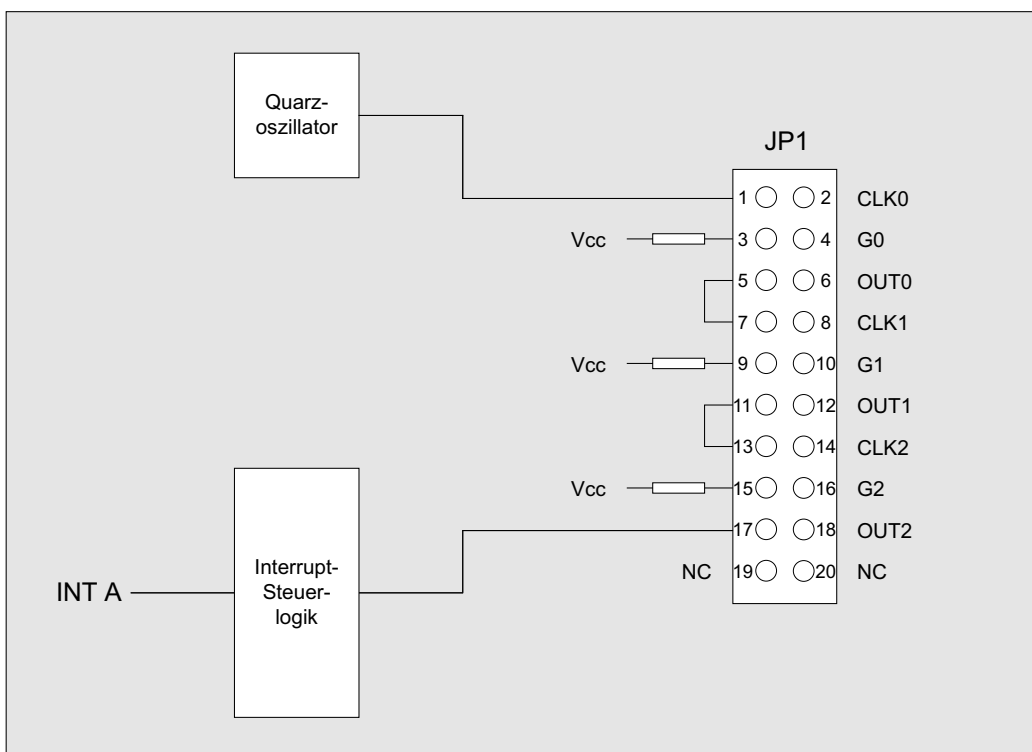 Quarz-
oszillator
JP1
1 2 CLK0
Vcc 3 4 G0
5 6 OUT0
7 8 CLK1
Vcc 9 10 G1
11 12 OUT1
13 14 CLK2
Vcc 15 16 G2
17 18 OUT2
NC 19 20 NC
Interrupt-
Steuer-
logik
INT A